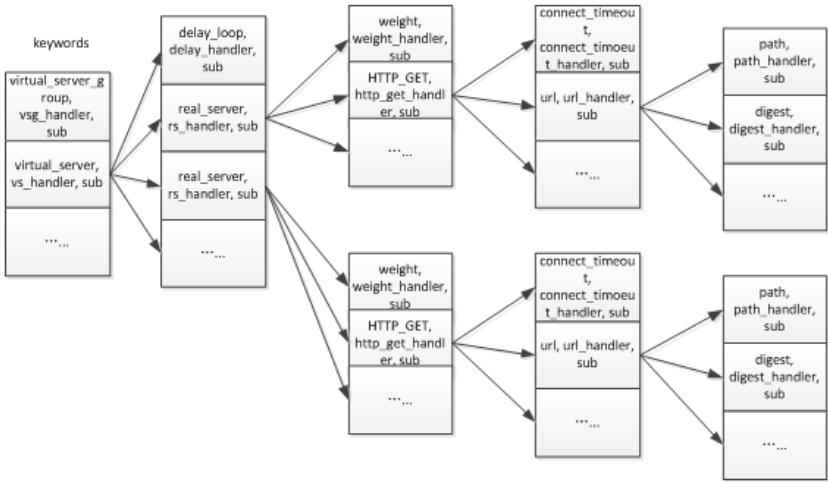 keywords
virtual_server_g
roup,
vsg_handler,
sub
virtual_server,
vs_handler, sub
......
delay_loop,
delay_handler,
sub
real_server,
rs_handler, sub
real_server,
rs_handler, sub
......
weight,
weight_handler,
sub
HTTP_GET,
http_get_handl
er, sub
......
connect_timeou
t,
connect_timoeu
t_handler, sub
url, url_handler,
sub
......
path,
path_handler,
sub
digest,
digest_handler,
sub
......
weight,
weight_handler,
sub
HTTP_GET,
http_get_handl
er, sub
......
connect_timeou
t,
connect_timoeu
t_handler, sub
url, url_handler,
sub
......
path,
path_handler,
sub
digest,
digest_handler,
sub
......